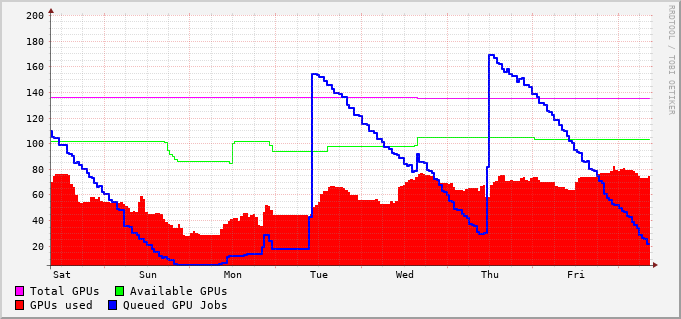 200
180
160
140
120
100
80
60
40
20
Sat Sun Mon Tue Wed Thu Fri
Total GPUs Available GPUs
GPUs used Queued GPU Jobs
RRDTOOL / TOBI OETIKER